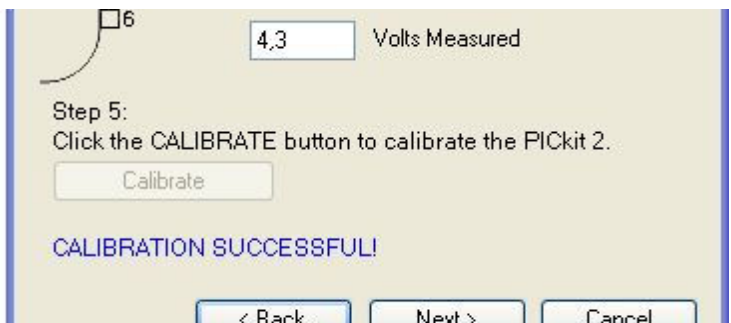 6
4,3 Volts Measured
Step 5:
Click the CALIBRATE button to calibrate the PICkit 2.
Calibrate
CALIBRATION SUCCESSFUL!
< Back Next > Cancel